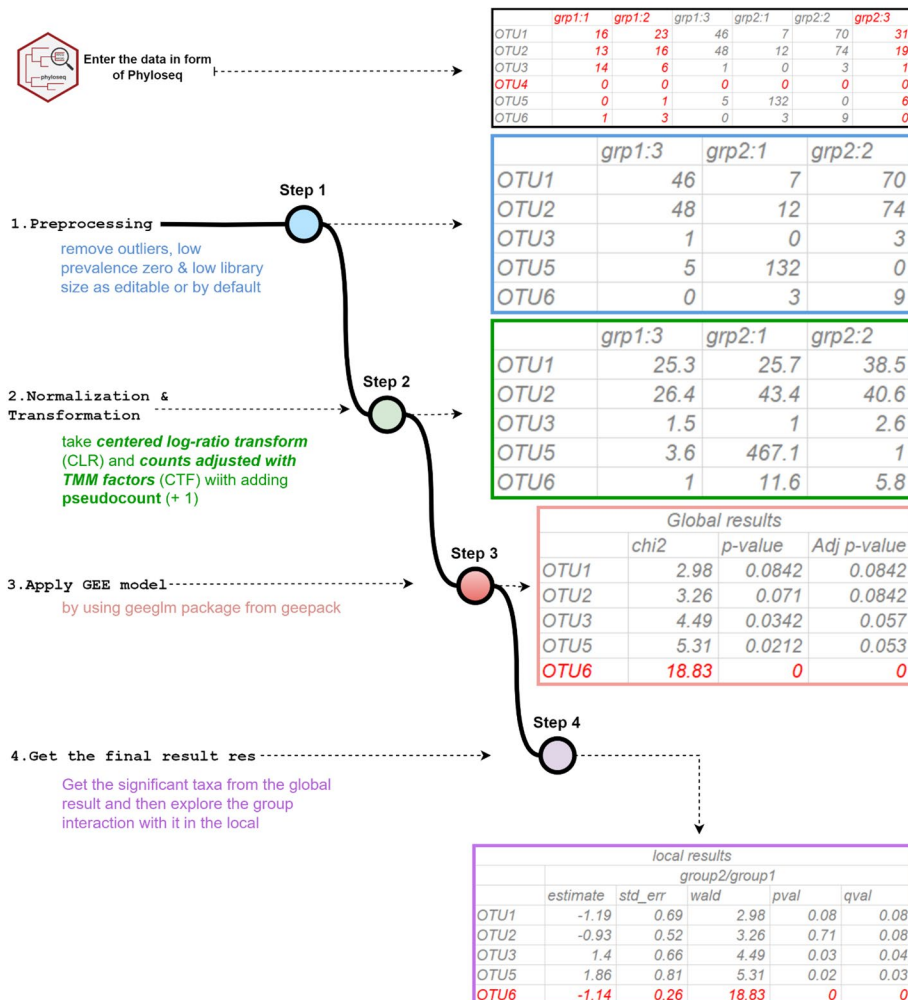 grp1:1 grp1:2 grp1:3 grp2:1 grp2:2 grp2:3
OTU1 16 23 46 7 70 31
OTU2 13 16 48 12 74 19
OTU3 14 6 1 0 3 1
OTU4 0 0 0 0 0 0
OTU5 0 1 5 132 0 6
OTU6 1 3 0 3 9 0
phyloseq
Enter the data in form
of Phyloseq
Step 1
1.Preprocessing
remove outliers, low
prevalence zero & low library
size as editable or by default
grp1:3 grp2:1 grp2:2
OTU1 46 7 70
OTU2 48 12 74
OTU3 1 0 3
OTU5 5 132 0
OTU6 0 3 9
Step 2
2.Normalization &
Transformation
take centered log-ratio transform
(CLR) and counts adjusted with
TMM factors (CTF) wiith adding
pseudocount (+ 1)
grp1:3 grp2:1 grp2:2
OTU1 25.3 25.7 38.5
OTU2 26.4 43.4 40.6
OTU3 1.5 1 2.6
OTU5 3.6 467.1 1
OTU6 1 11.6 5.8
Step 3
3.Apply GEE model
by using geeglm package from geepack
Global results
chi2 p-value Adj p-value
OTU1 2.98 0.0842 0.0842
OTU2 3.26 0.071 0.0842
OTU3 4.49 0.0342 0.057
OTU5 5.31 0.0212 0.053
OTU6 18.83 0 0
Step 4
4.Get the final result res
Get the significant taxa from the global
result and then explore the group
interaction with it in the local
local results
group2/group1
estimate std_err wald pval qval
OTU1 -1.19 0.69 2.98 0.08 0.08
OTU2 -0.93 0.52 3.26 0.71 0.08
OTU3 1.4 0.66 4.49 0.03 0.04
OTU5 1.86 0.81 5.31 0.02 0.03
OTU6 -1.14 0.26 18.83 0 0